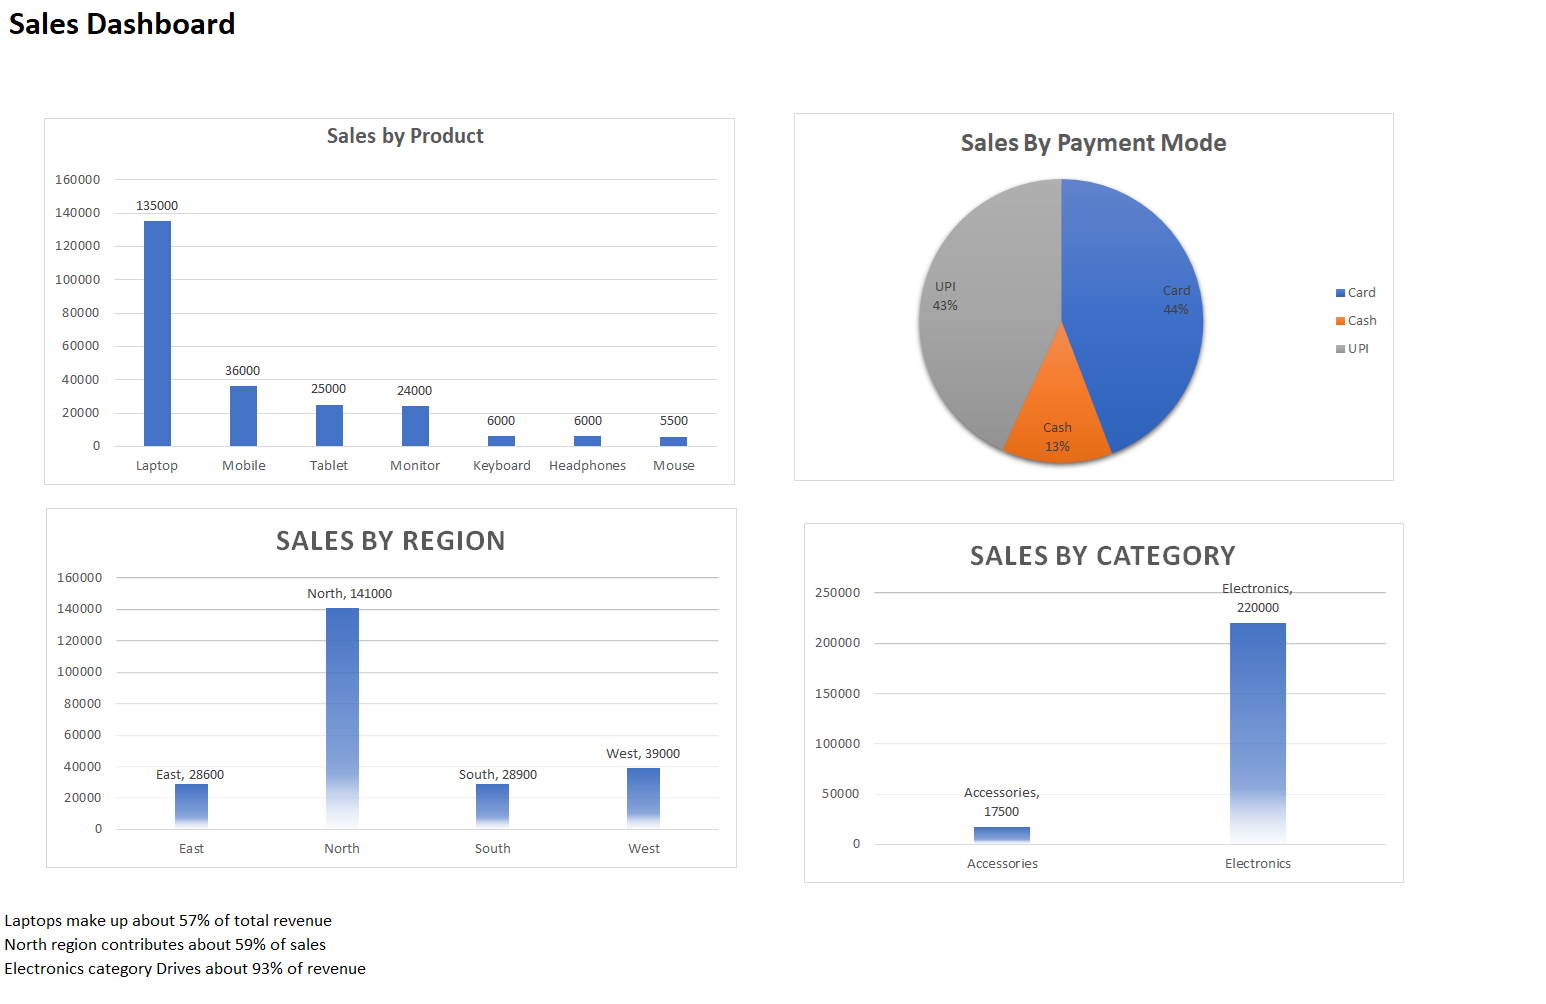 Sales Dashboard
Sales by Product
160000
140000
120000
100000
80000
60000
40000
20000
0
135000
36000
25000
24000
6000
6000
5500
Laptop
Mobile
Tablet
Monitor
Keyboard
Headphones
Mouse
Sales By Payment Mode
UPI
43%
Card
44%
Cash
13%
Card
Cash
UPI
SALES BY REGION
160000
140000
120000
100000
80000
60000
40000
20000
0
East, 28600
North, 141000
South, 28900
West, 39000
East
North
South
West
SALES BY CATEGORY
250000
200000
150000
100000
50000
0
Accessories,
17500
Electronics,
220000
Accessories
Electronics
Laptops make up about 57% of total revenue
North region contributes about 59% of sales
Electronics category Drives about 93% of revenue